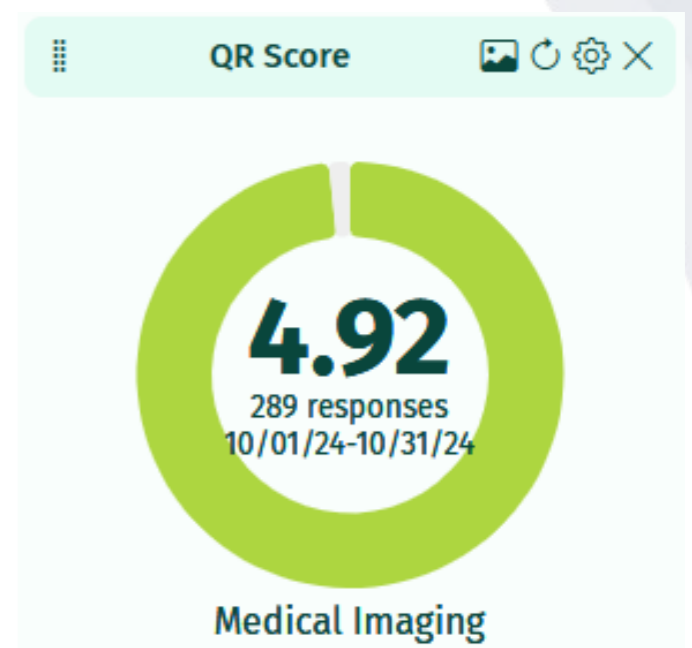 QR Score
4.92
289 responses
10/01/24-10/31/24
Medical Imaging